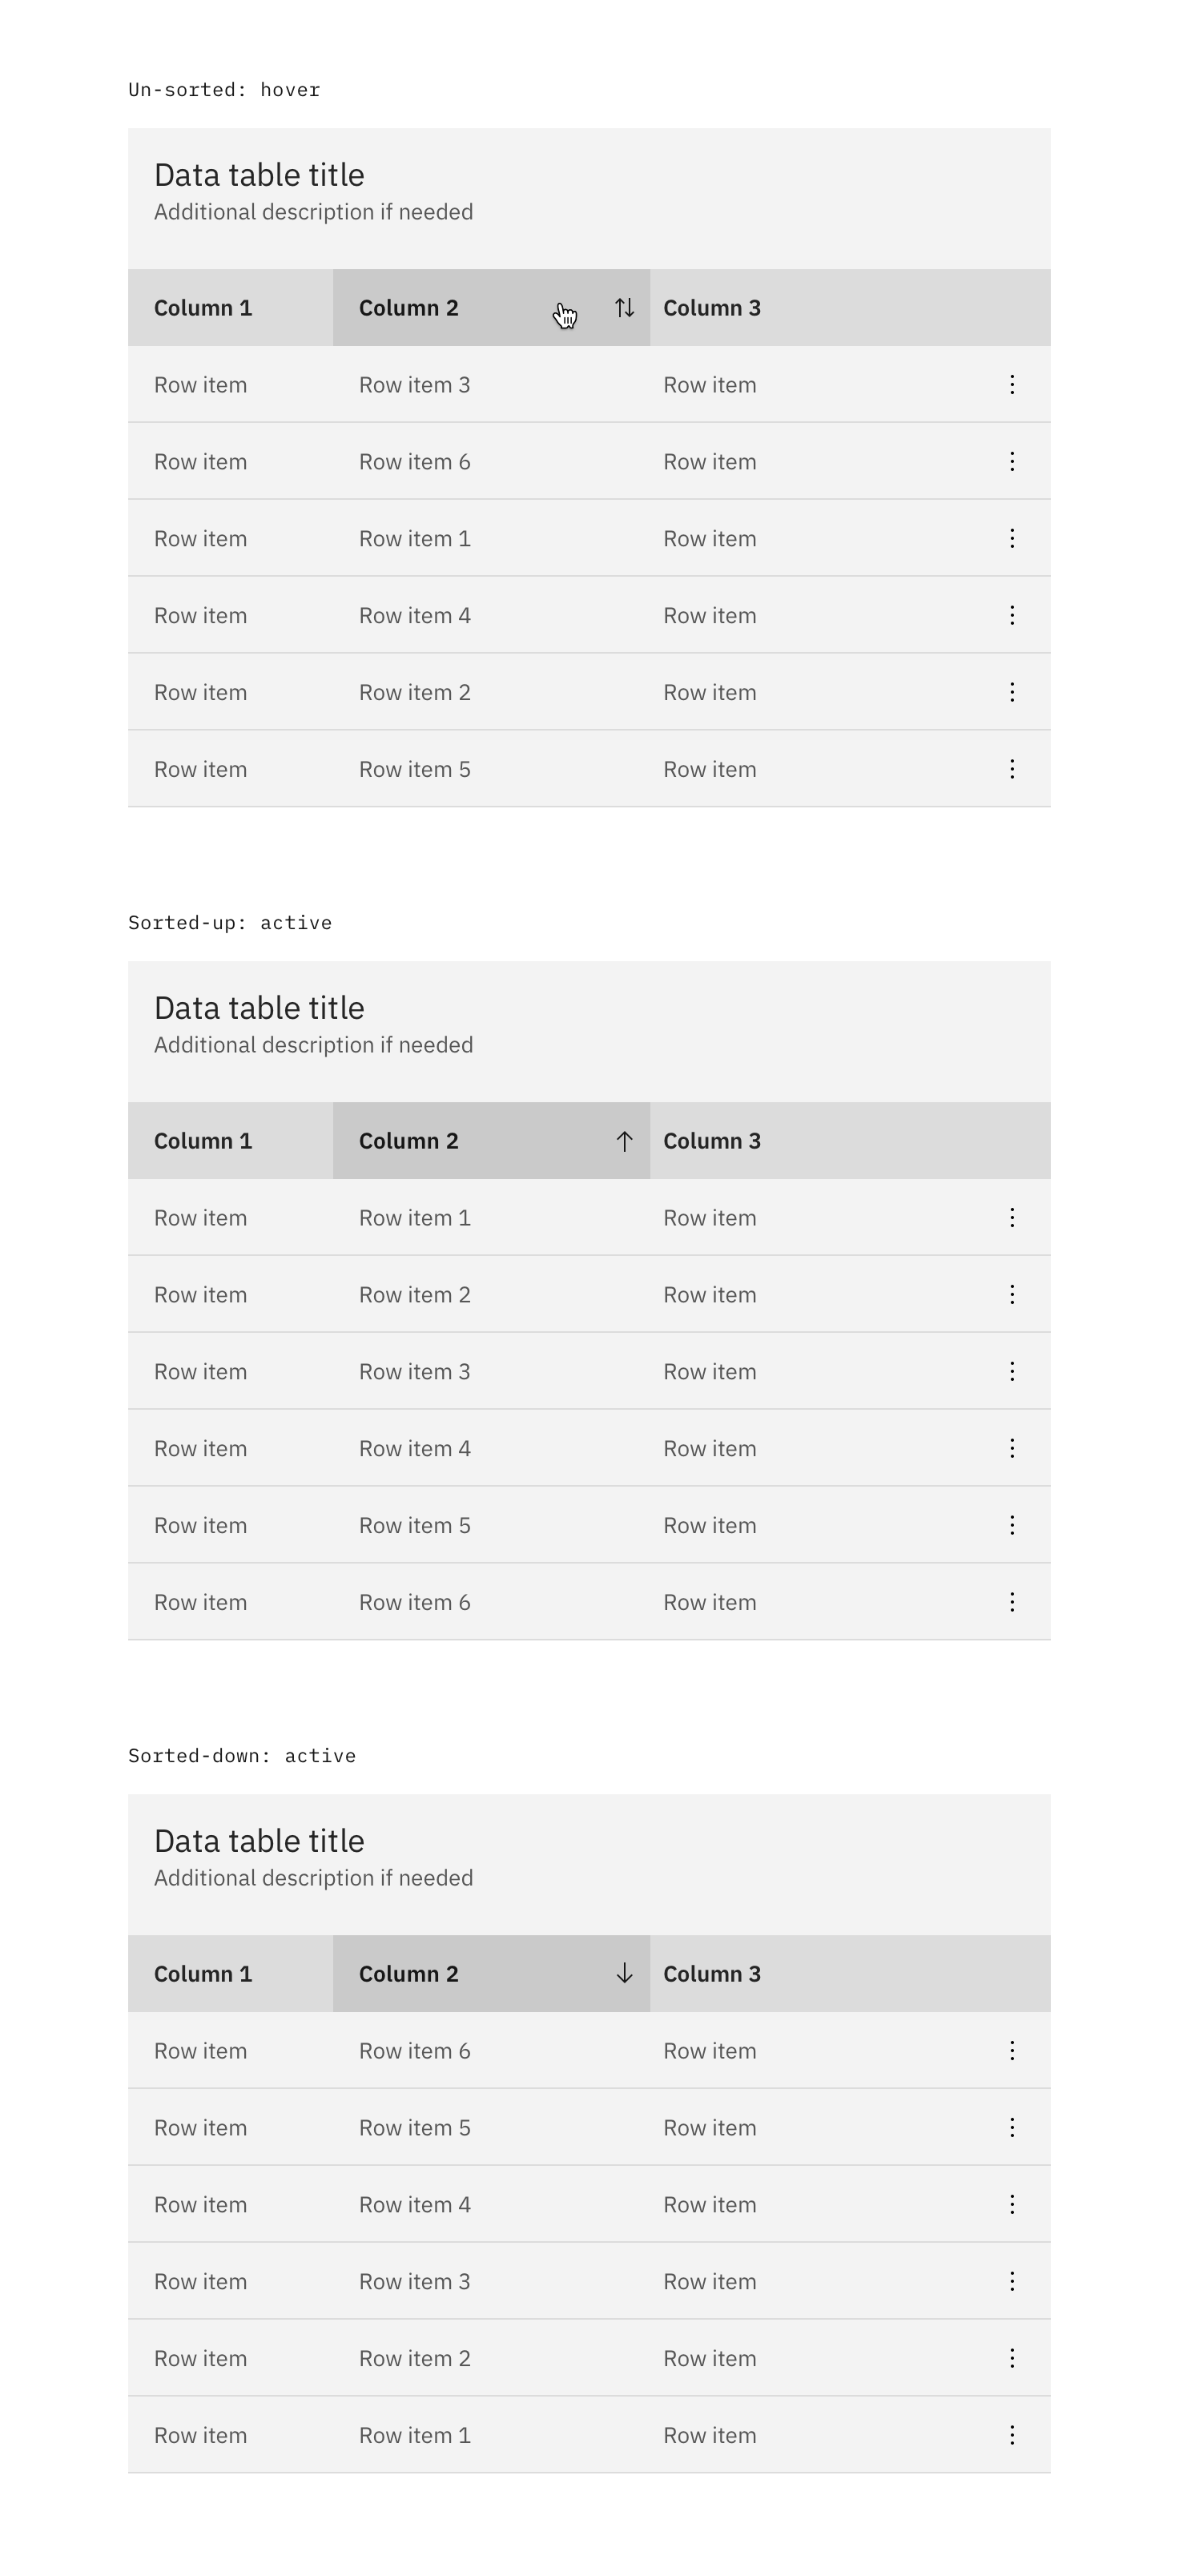 Un-sorted: hover
Data table title
Additional description if needed
Column 1 Column 2 Column 3
Row item Row item 3 Row item
Row item Row item 6 Row item
Row item Row item 1 Row item
Row item Row item 4 Row item
Row item Row item 2 Row item
Row item Row item 5 Row item
Sorted-up: active
Data table title
Additional description if needed
Column 1 Column 2 Column 3
Row item Row item 1 Row item
Row item Row item 2 Row item
Row item Row item 3 Row item
Row item Row item 4 Row item
Row item Row item 5 Row item
Row item Row item 6 Row item
Sorted-down: active
Data table title
Additional description if needed
Column 1 Column 2 Column 3
Row item Row item 6 Row item
Row item Row item 5 Row item
Row item Row item 4 Row item
Row item Row item 3 Row item
Row item Row item 2 Row item
Row item Row item 1 Row item